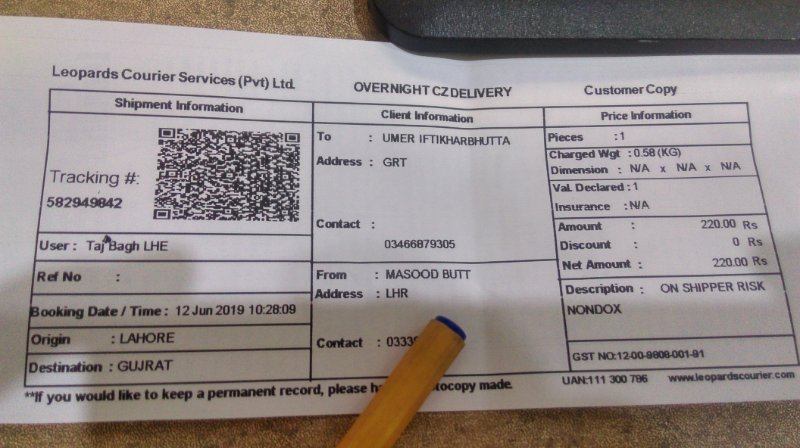 Leopards Courier Services (Pvt) Ltd.
OVERNIGHT CZ DELIVERY
Customer Copy
Shipment Information
Tracking #:
582949842
User : Taj Bagh LHE
Ref No :
Booking Date / Time : 12 Jun 2019 10:28:09
Origin : LAHORE
Destination : GUJRAT
Client Information
To : UMER IFTIKHARBHUTTA
Address : GRT
Contact :
03466879305
From : MASOOD BUTT
Address : LHR
Contact : 0333
Price Information
Pieces : 1
Charged Wgt : 0.58 (KG)
Dimension : N/A x N/A x N/A
Val. Declared : 1
Insurance : N/A
Amount : 220.00 Rs
Discount : 0 Rs
Net Amount : 220.00 Rs
Description : ON SHIPPER RISK
NONDOX
GST NO:12-00-9808-001-91
**If you would like to keep a permanent record, please ha tocopy made.
UAN:111 300 786 www.leopardscourier.com